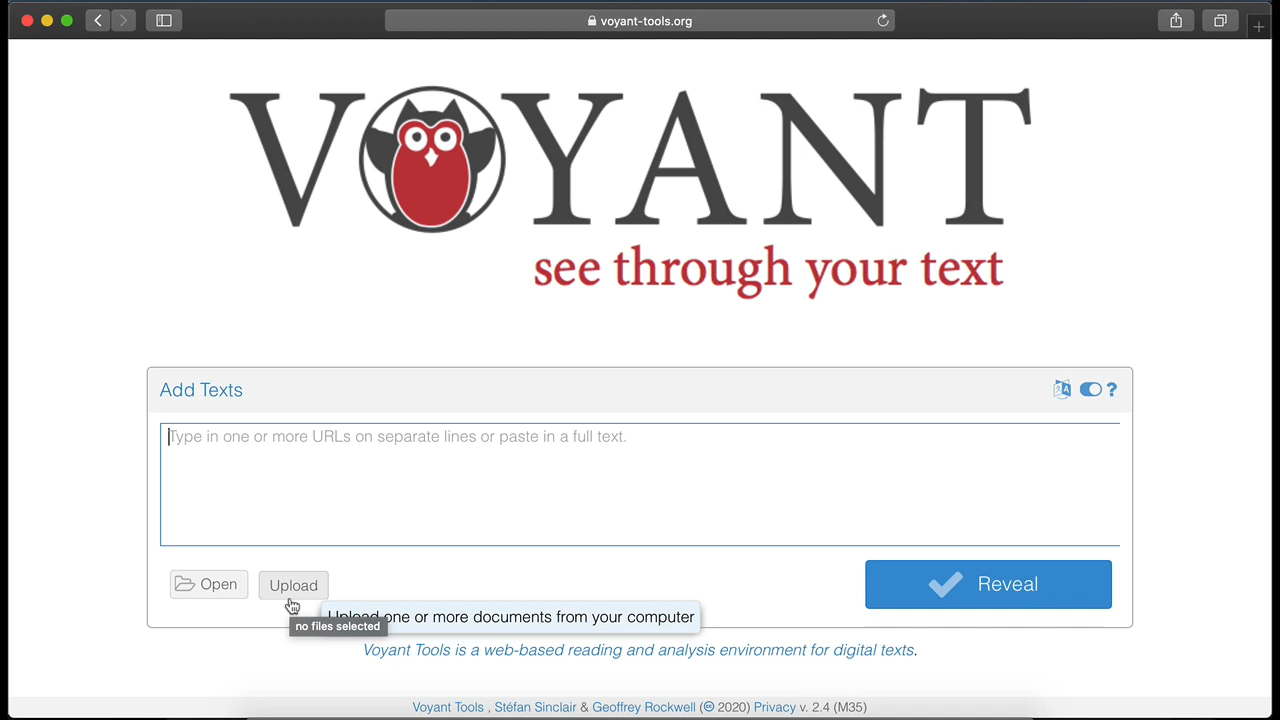 voyant-tools.org
VOYANT
see through your text
Add Texts
?
Type in one or more URLs on separate lines or paste in a full text.
Open
Upload
Reveal
Upload one or more documents from your computer
no files selected
Voyant Tools is a web-based reading and analysis environment for digital texts.
Voyant Tools , Stéfan Sinclair & Geoffrey Rockwell (🄯 2020) Privacy v. 2.4 (M35)